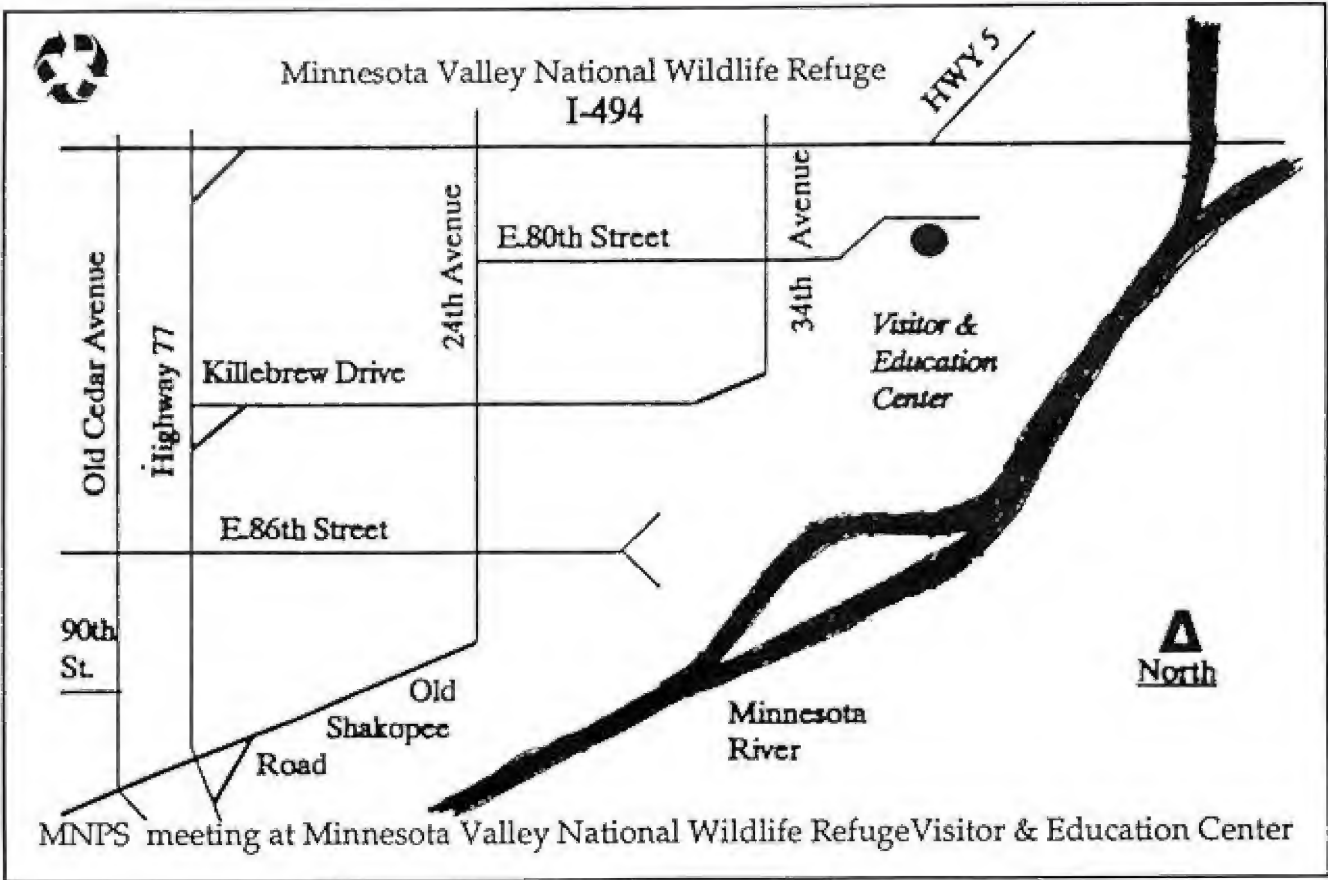 Minnesota Valley National Wildlife Refuge
I-494
HWY 5
Old Cedar Avenue
Highway 77
24th Avenue
E.80th Street
34th Avenue
Visitor &
Education
Center
Killebrew Drive
E.86th Street
90th
St.
Old
Shakopee
Road
Minnesota
River
North
MNPS meeting at Minnesota Valley National Wildlife RefugeVisitor & Education Center